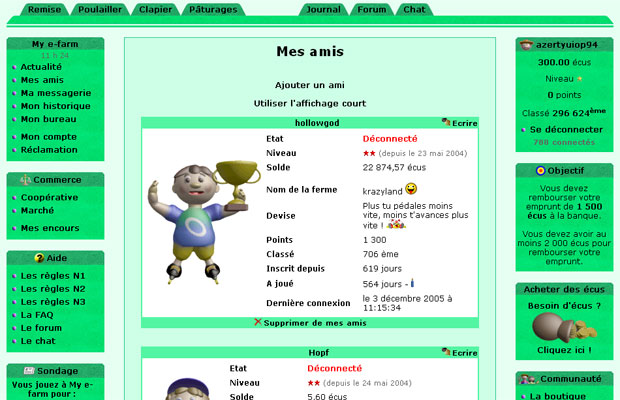 Remise Poulailler Clapier Pâturages Journal Forum Chat
My e-farm
11 h 24
Actualité
Mes amis
Ma messagerie
Mon historique
Mon bureau
Mon compte
Réclamation
Commerce
Coopérative
Marché
Mes encours
Aide
Les règles N1
Les règles N2
Les règles N3
La FAQ
Le forum
Le chat
Sondage
Vous jouez à My e-
farm pour :
Mes amis
Ajouter un ami
Utiliser l'affichage court
hollowgod Ecrire
Etat Déconnecté
Niveau ★★ (depuis le 23 mai 2004)
Solde 22 874,57 écus
Nom de la ferme krazyland
Devise Plus tu pédales moins
vite, moins t'avances plus
vite !
Points 1 300
Classé 706 ème
Inscrit depuis 619 jours
A joué 564 jours -
Dernière connexion le 3 décembre 2005 à
11:15:34
Supprimer de mes amis
Hopf Ecrire
Etat Déconnecté
Niveau ★★ (depuis le 24 mai 2004)
Solde 5,60 écus
azertyuiop94
300.00 écus
Niveau
0 points
Classé 296 624ème
Se déconnecter
788 connectés
Objectif
Vous devez
rembourser votre
emprunt de 1 500
écus à la banque.
Vous devez avoir au
moins 2 000 écus pour
rembourser votre
emprunt.
Acheter des écus
Besoin d'écus ?
Cliquez ici !
Communauté
La boutique